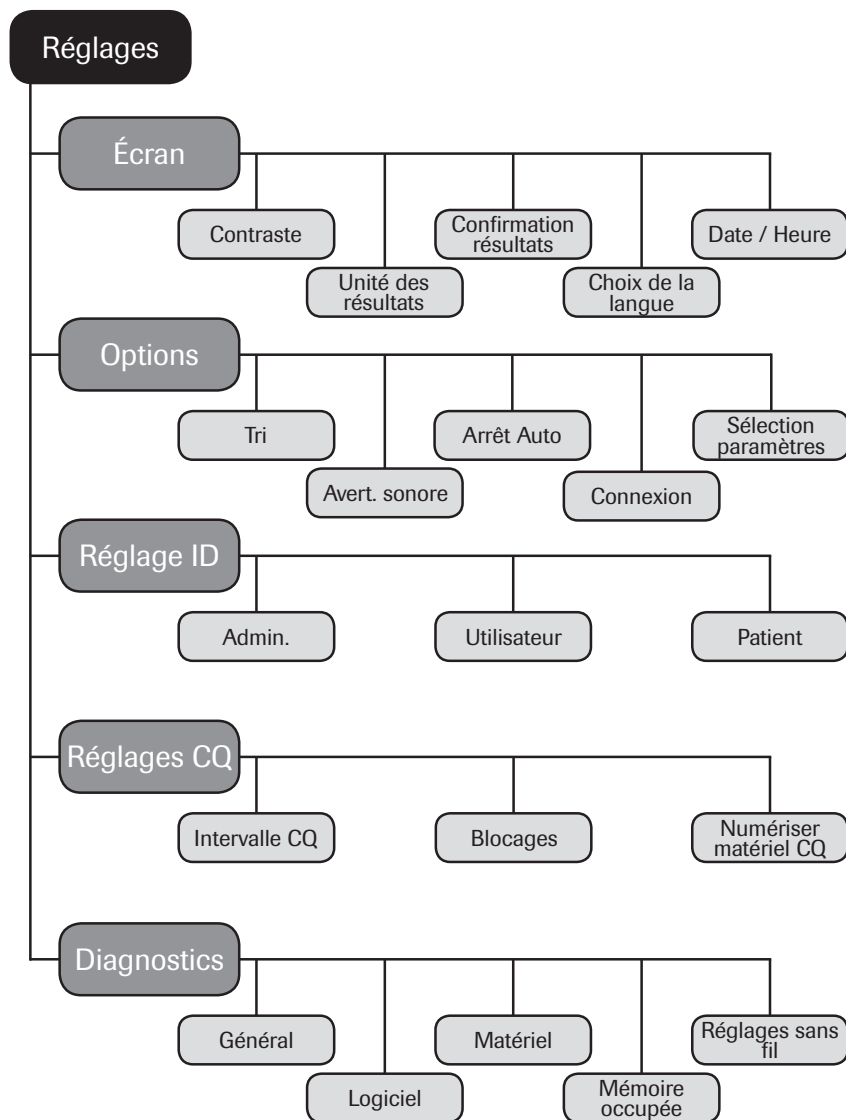 Réglages
Écran
Contraste
Unité des
résultats
Confirmation
résultats
Choix de la
langue
Date / Heure
Options
Tri
Avert. sonore
Arrêt Auto
Connexion
Sélection
paramètres
Réglage ID
Admin.
Utilisateur
Patient
Réglages CQ
Intervalle CQ
Blocages
Numériser
matériel CQ
Diagnostics
Général
Logiciel
Matériel
Mémoire
occupée
Réglages sans
fil